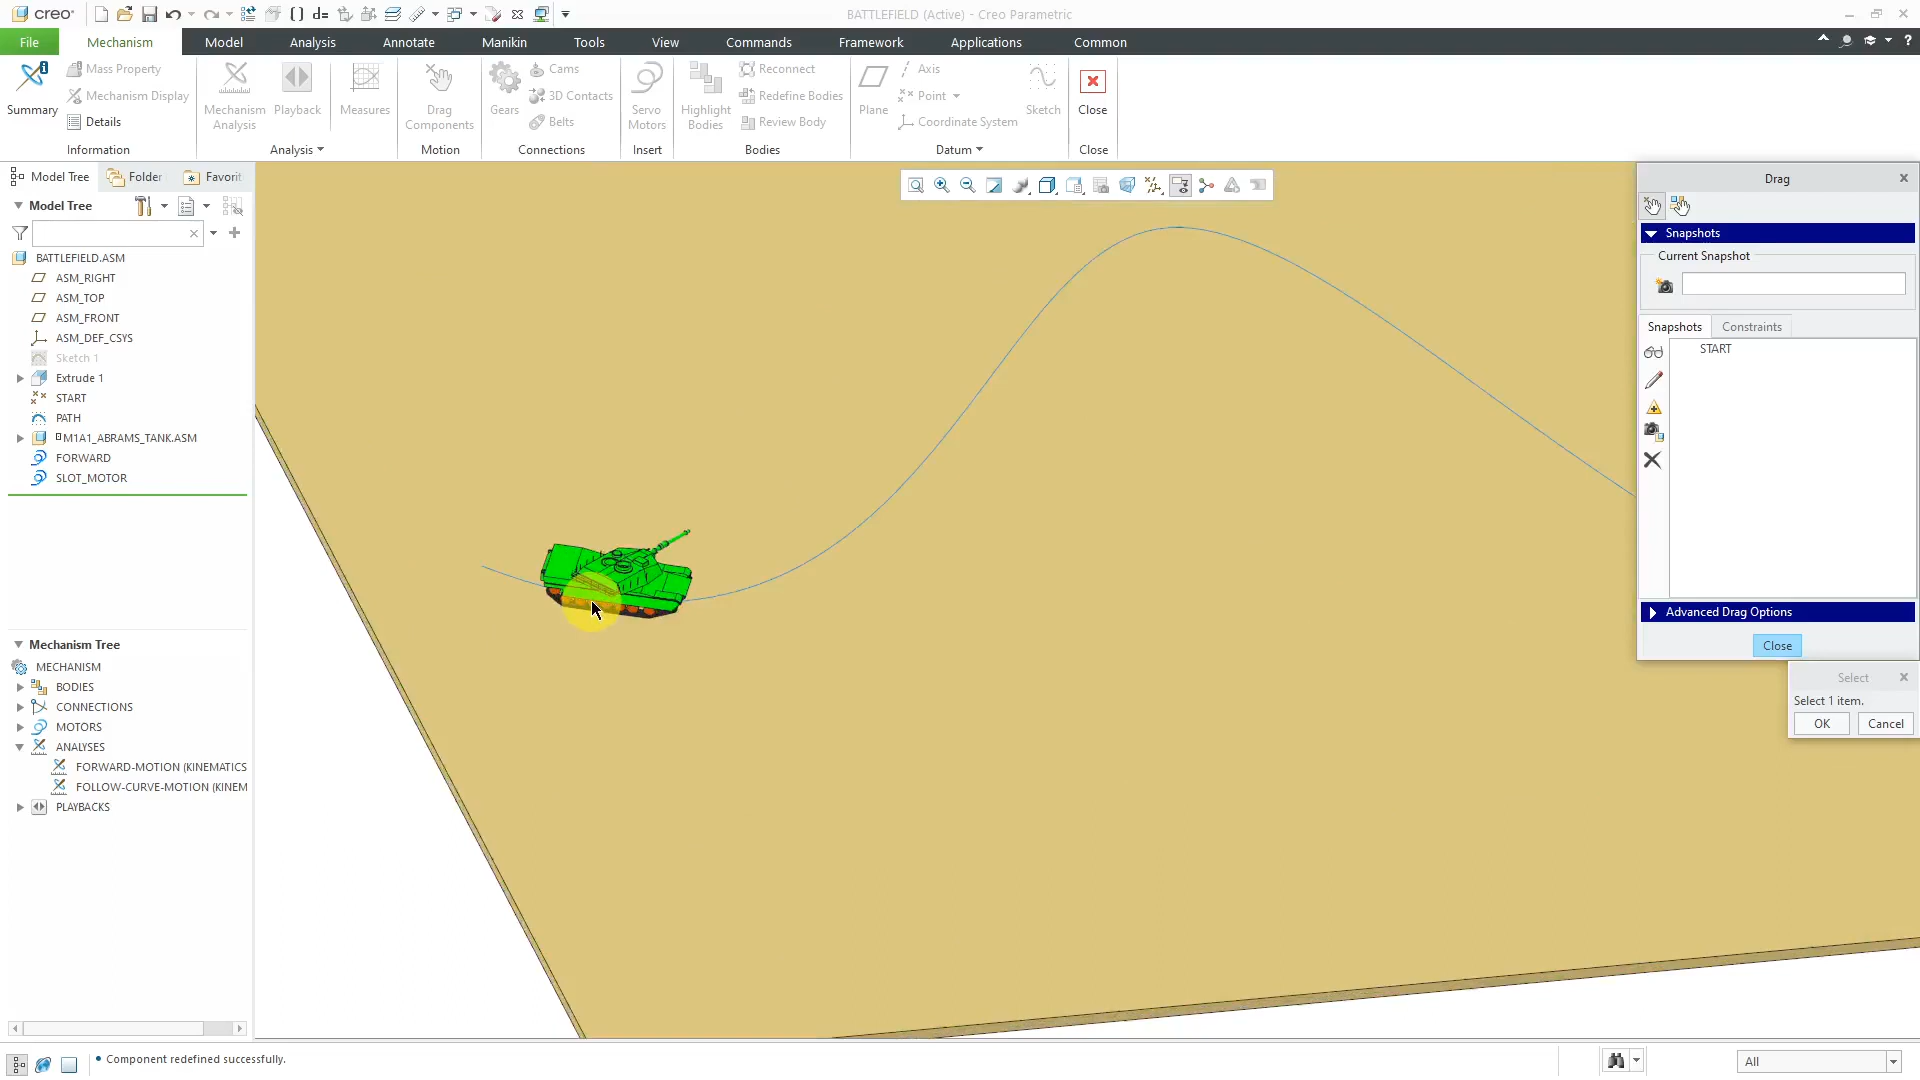 creo
BATTLEFIELD (Active) - Creo Parametric
File
Mechanism
Model
Analysis
Annotate
Manikin
Tools
View
Commands
Framework
Applications
Common
Summary
Mass Property
Mechanism Display
Details
Information
Mechanism
Analysis
Playback
Measures
Analysis
Drag
Components
Motion
Gears
Cams
3D Contacts
Belts
Connections
Servo
Motors
Insert
Highlight
Bodies
Reconnect
Redefine Bodies
Review Body
Bodies
Plane
Axis
Point
Coordinate System
Sketch
Datum
Close
Close
Model Tree
Folder
Favorit
Model Tree
BATTLEFIELD.ASM
ASM_RIGHT
ASM_TOP
ASM_FRONT
ASM_DEF_CSYS
Sketch 1
Extrude 1
START
PATH
M1A1_ABRAMS_TANK.ASM
FORWARD
SLOT_MOTOR
Mechanism Tree
MECHANISM
BODIES
CONNECTIONS
MOTORS
ANALYSES
FORWARD-MOTION (KINEMATICS
FOLLOW-CURVE-MOTION (KINEM
PLAYBACKS
Drag
Snapshots
Current Snapshot
Snapshots
Constraints
START
Advanced Drag Options
Close
Select
Select 1 item.
OK
Cancel
Component redefined successfully.
All